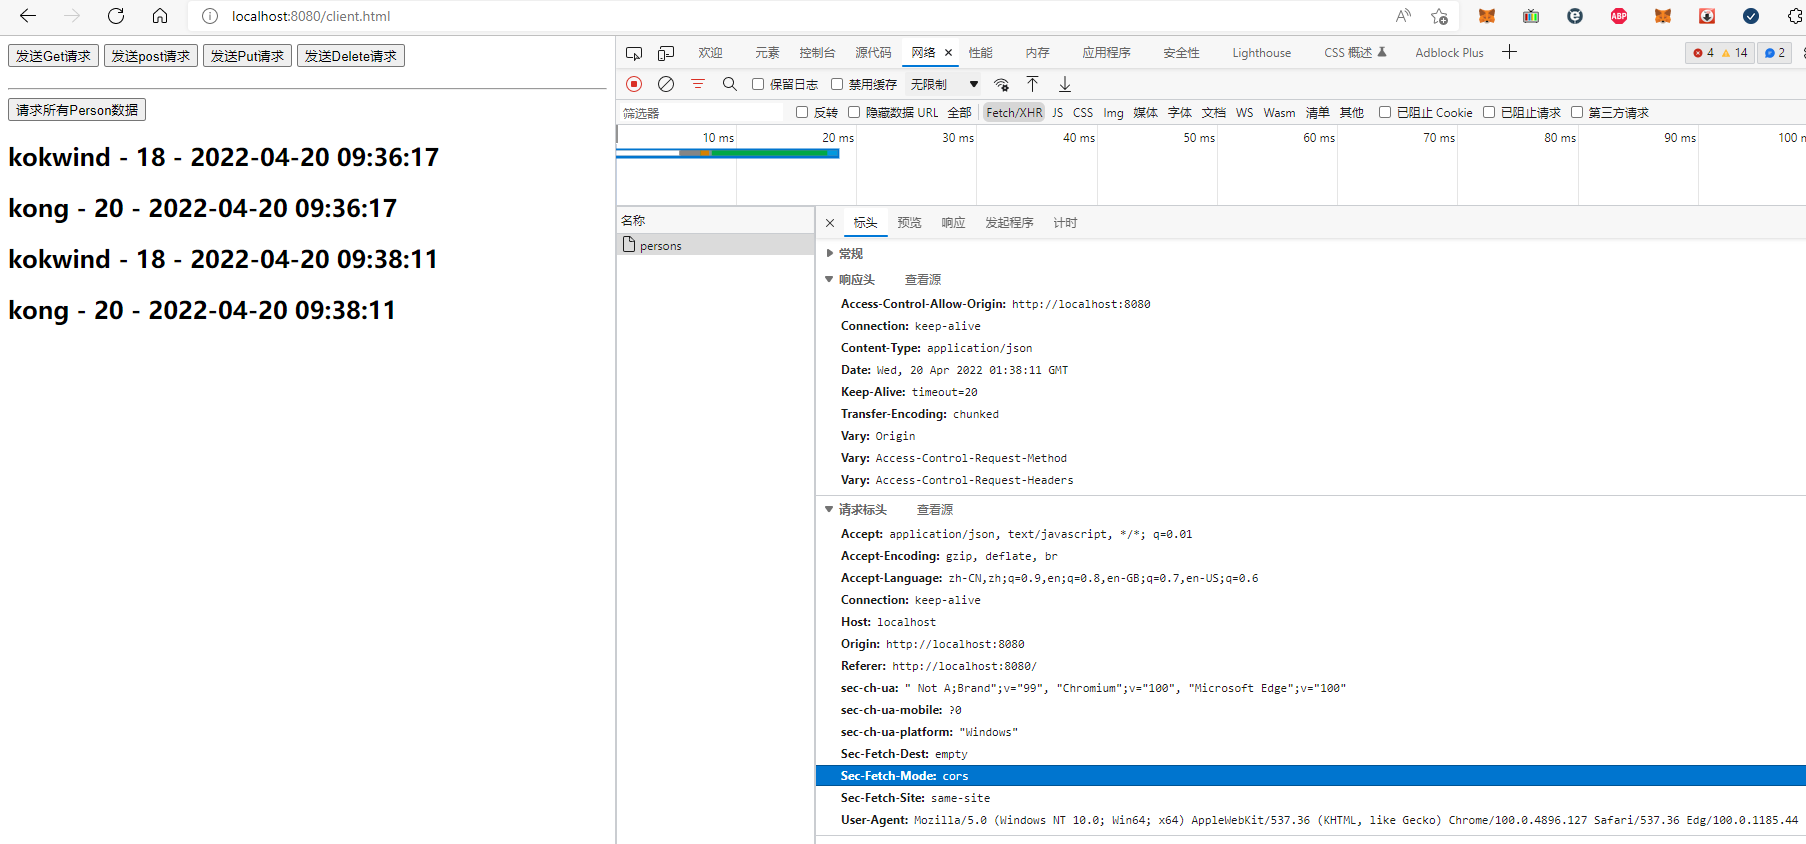 localhost:8080/client.html
发送Get请求 发送post请求 发送Put请求 发送Delete请求
请求所有Person数据
kokwind - 18 - 2022-04-20 09:36:17
kong - 20 - 2022-04-20 09:36:17
kokwind - 18 - 2022-04-20 09:38:11
kong - 20 - 2022-04-20 09:38:11
欢迎 元素 控制台 源代码 网络 性能 内存 应用程序 安全性 Lighthouse CSS 概述 Adblock Plus 4 14 2
保留日志 禁用缓存 无限制
筛选器 反转 隐藏数据 URL 全部 Fetch/XHR JS CSS Img 媒体 字体 文档 WS Wasm 清单 其他 已阻止 Cookie 已阻止请求 第三方请求
10 ms 20 ms 30 ms 40 ms 50 ms 60 ms 70 ms 80 ms 90 ms 100 m
名称
persons
标头 预览 响应 发起程序 计时
常规
响应头 查看源
Access-Control-Allow-Origin: http://localhost:8080
Connection: keep-alive
Content-Type: application/json
Date: Wed, 20 Apr 2022 01:38:11 GMT
Keep-Alive: timeout=20
Transfer-Encoding: chunked
Vary: Origin
Vary: Access-Control-Request-Method
Vary: Access-Control-Request-Headers
请求标头 查看源
Accept: application/json, text/javascript, */*; q=0.01
Accept-Encoding: gzip, deflate, br
Accept-Language: zh-CN,zh;q=0.9,en;q=0.8,en-GB;q=0.7,en-US;q=0.6
Connection: keep-alive
Host: localhost
Origin: http://localhost:8080
Referer: http://localhost:8080/
sec-ch-ua: " Not A;Brand";v="99", "Chromium";v="100", "Microsoft Edge";v="100"
sec-ch-ua-mobile: ?0
sec-ch-ua-platform: "Windows"
Sec-Fetch-Dest: empty
Sec-Fetch-Mode: cors
Sec-Fetch-Site: same-site
User-Agent: Mozilla/5.0 (Windows NT 10.0; Win64; x64) AppleWebKit/537.36 (KHTML, like Gecko) Chrome/100.0.4896.127 Safari/537.36 Edg/100.0.1185.44